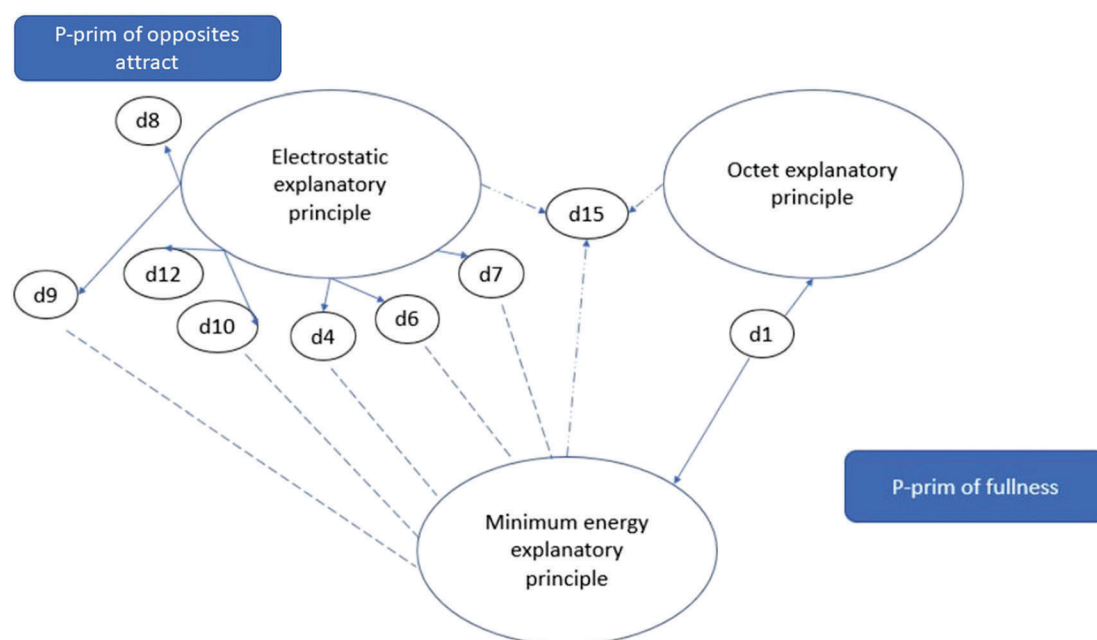 P-prim of opposites
attract
d8
Electrostatic
explanatory
principle
Octet explanatory
principle
d15
d12
d7
d9
d10
d4
d6
d1
P-prim of fullness
Minimum energy
explanatory
principle